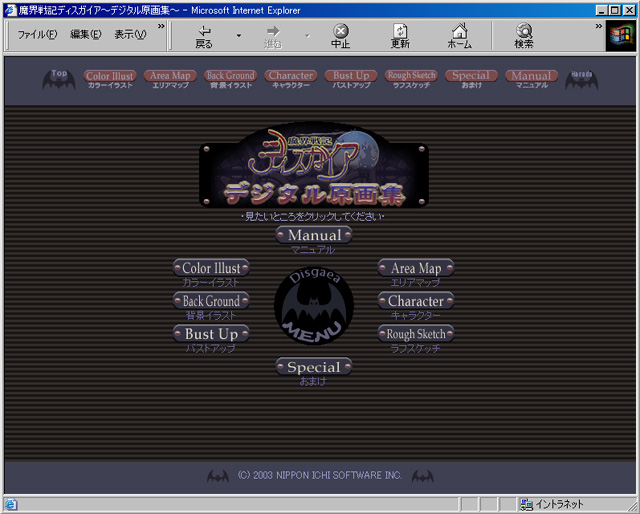 魔界戦記ディスガイア～デジタル原画集～ - Microsoft Internet Explorer
ファイル(F) 編集(E) 表示(V) »
戻る 進む 中止 更新 ホーム 検索 »
Top Color Illust Area Map Back Ground Character Bust Up Rough Sketch Special Manual Harada
カラーイラスト エリアマップ 背景イラスト キャラクター バストアップ ラフスケッチ おまけ マニュアル
魔界戦記
ディスガイア
デジタル原画集
・見たいところをクリックしてください・
Manual
マニュアル
Color Illust
カラーイラスト
Area Map
エリアマップ
Back Ground
背景イラスト
Disgaea
MENU
Character
キャラクター
Bust Up
バストアップ
Rough Sketch
ラフスケッチ
Special
おまけ
(C) 2003 NIPPON ICHI SOFTWARE INC.
イントラネット